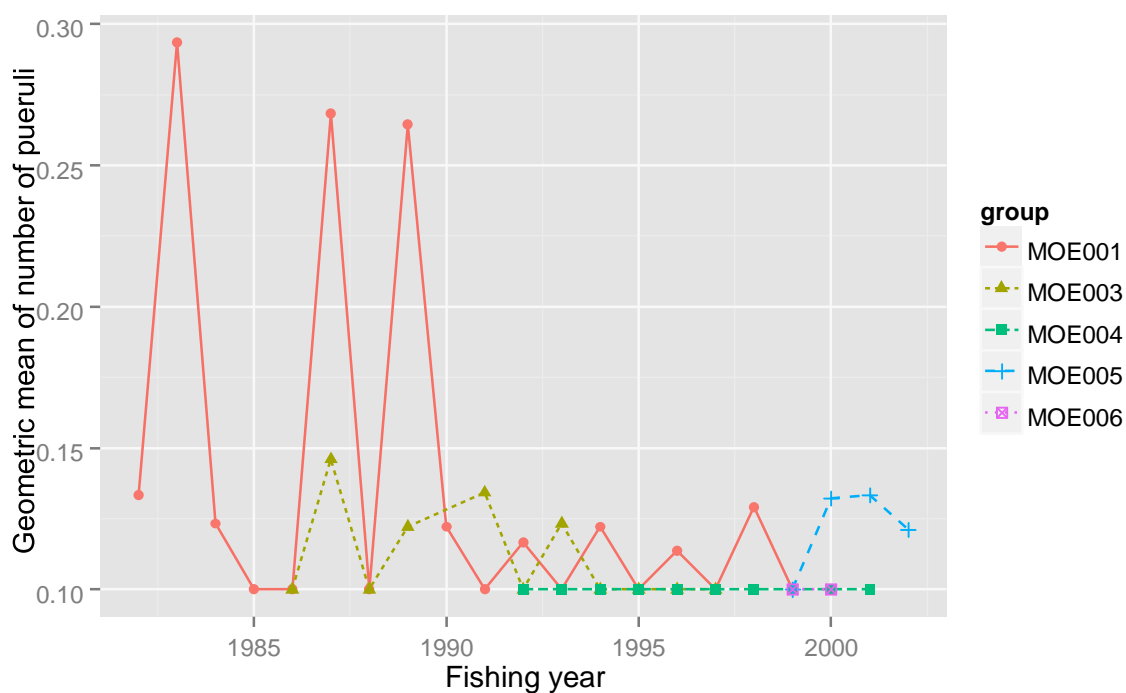 Geometric mean of number of pueruli
0.30
0.25
0.20
0.15
0.10
1985
1990
1995
2000
Fishing year
group
MOE001
MOE003
MOE004
MOE005
MOE006